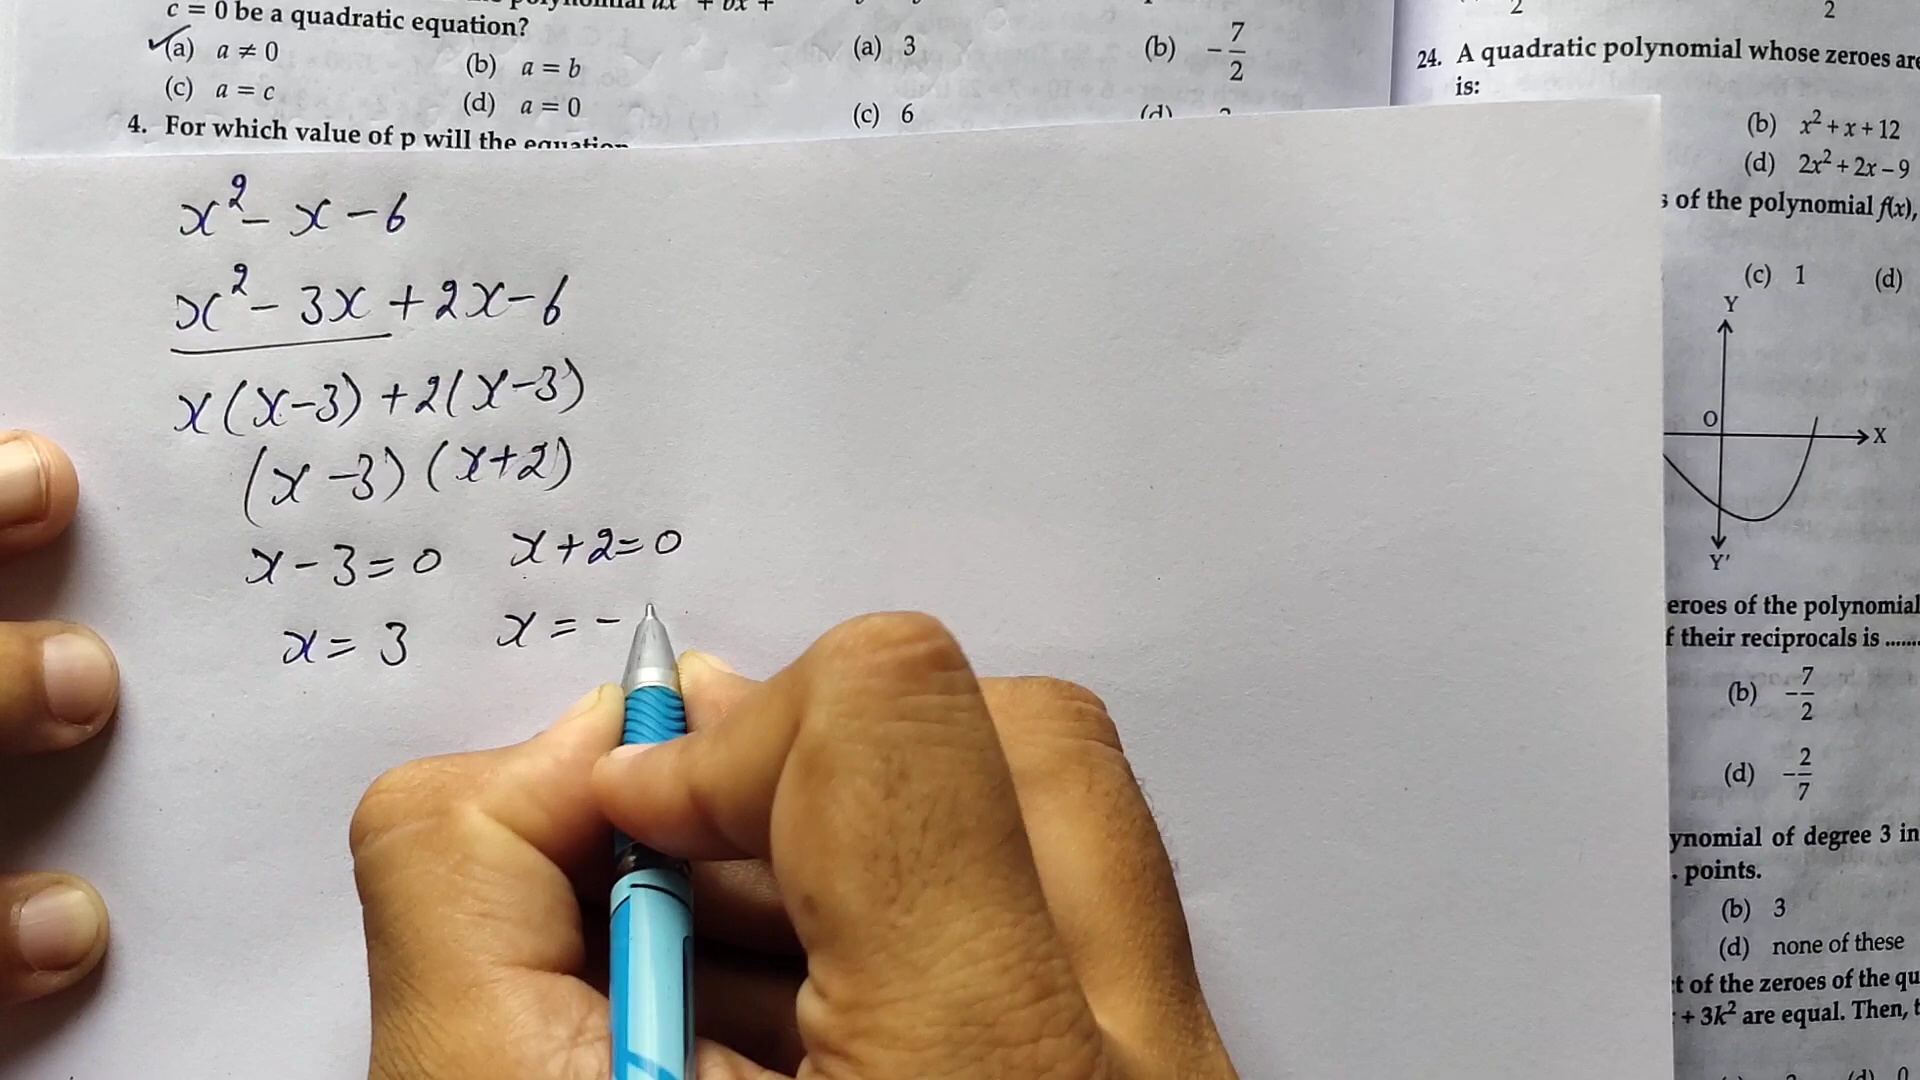 c = 0 be a quadratic equation?
(a) a ≠ 0
(b) a = b
(c) a = c
(d) a = 0
4. For which value of p will the equation
(a) 3
(b) -7/2
(c) 6
(d)
2
2
24. A quadratic polynomial whose zeroes are
is:
(b) x² + x + 12
(d) 2x² + 2x – 9
of the polynomial f(x),
(c) 1 (d)
Y
O
X
Y'
eroes of the polynomial
f their reciprocals is .......
(b) -7/2
(d) -2/7
ynomial of degree 3 in
. points.
(b) 3
(d) none of these
t of the zeroes of the qu
+ 3k² are equal. Then, t
(d) 0
x² - x - 6
x² - 3x + 2x - 6
x(x-3) + 2(x-3)
(x-3) (x+2)
x - 3 = 0 x + 2 = 0
x = 3 x = -